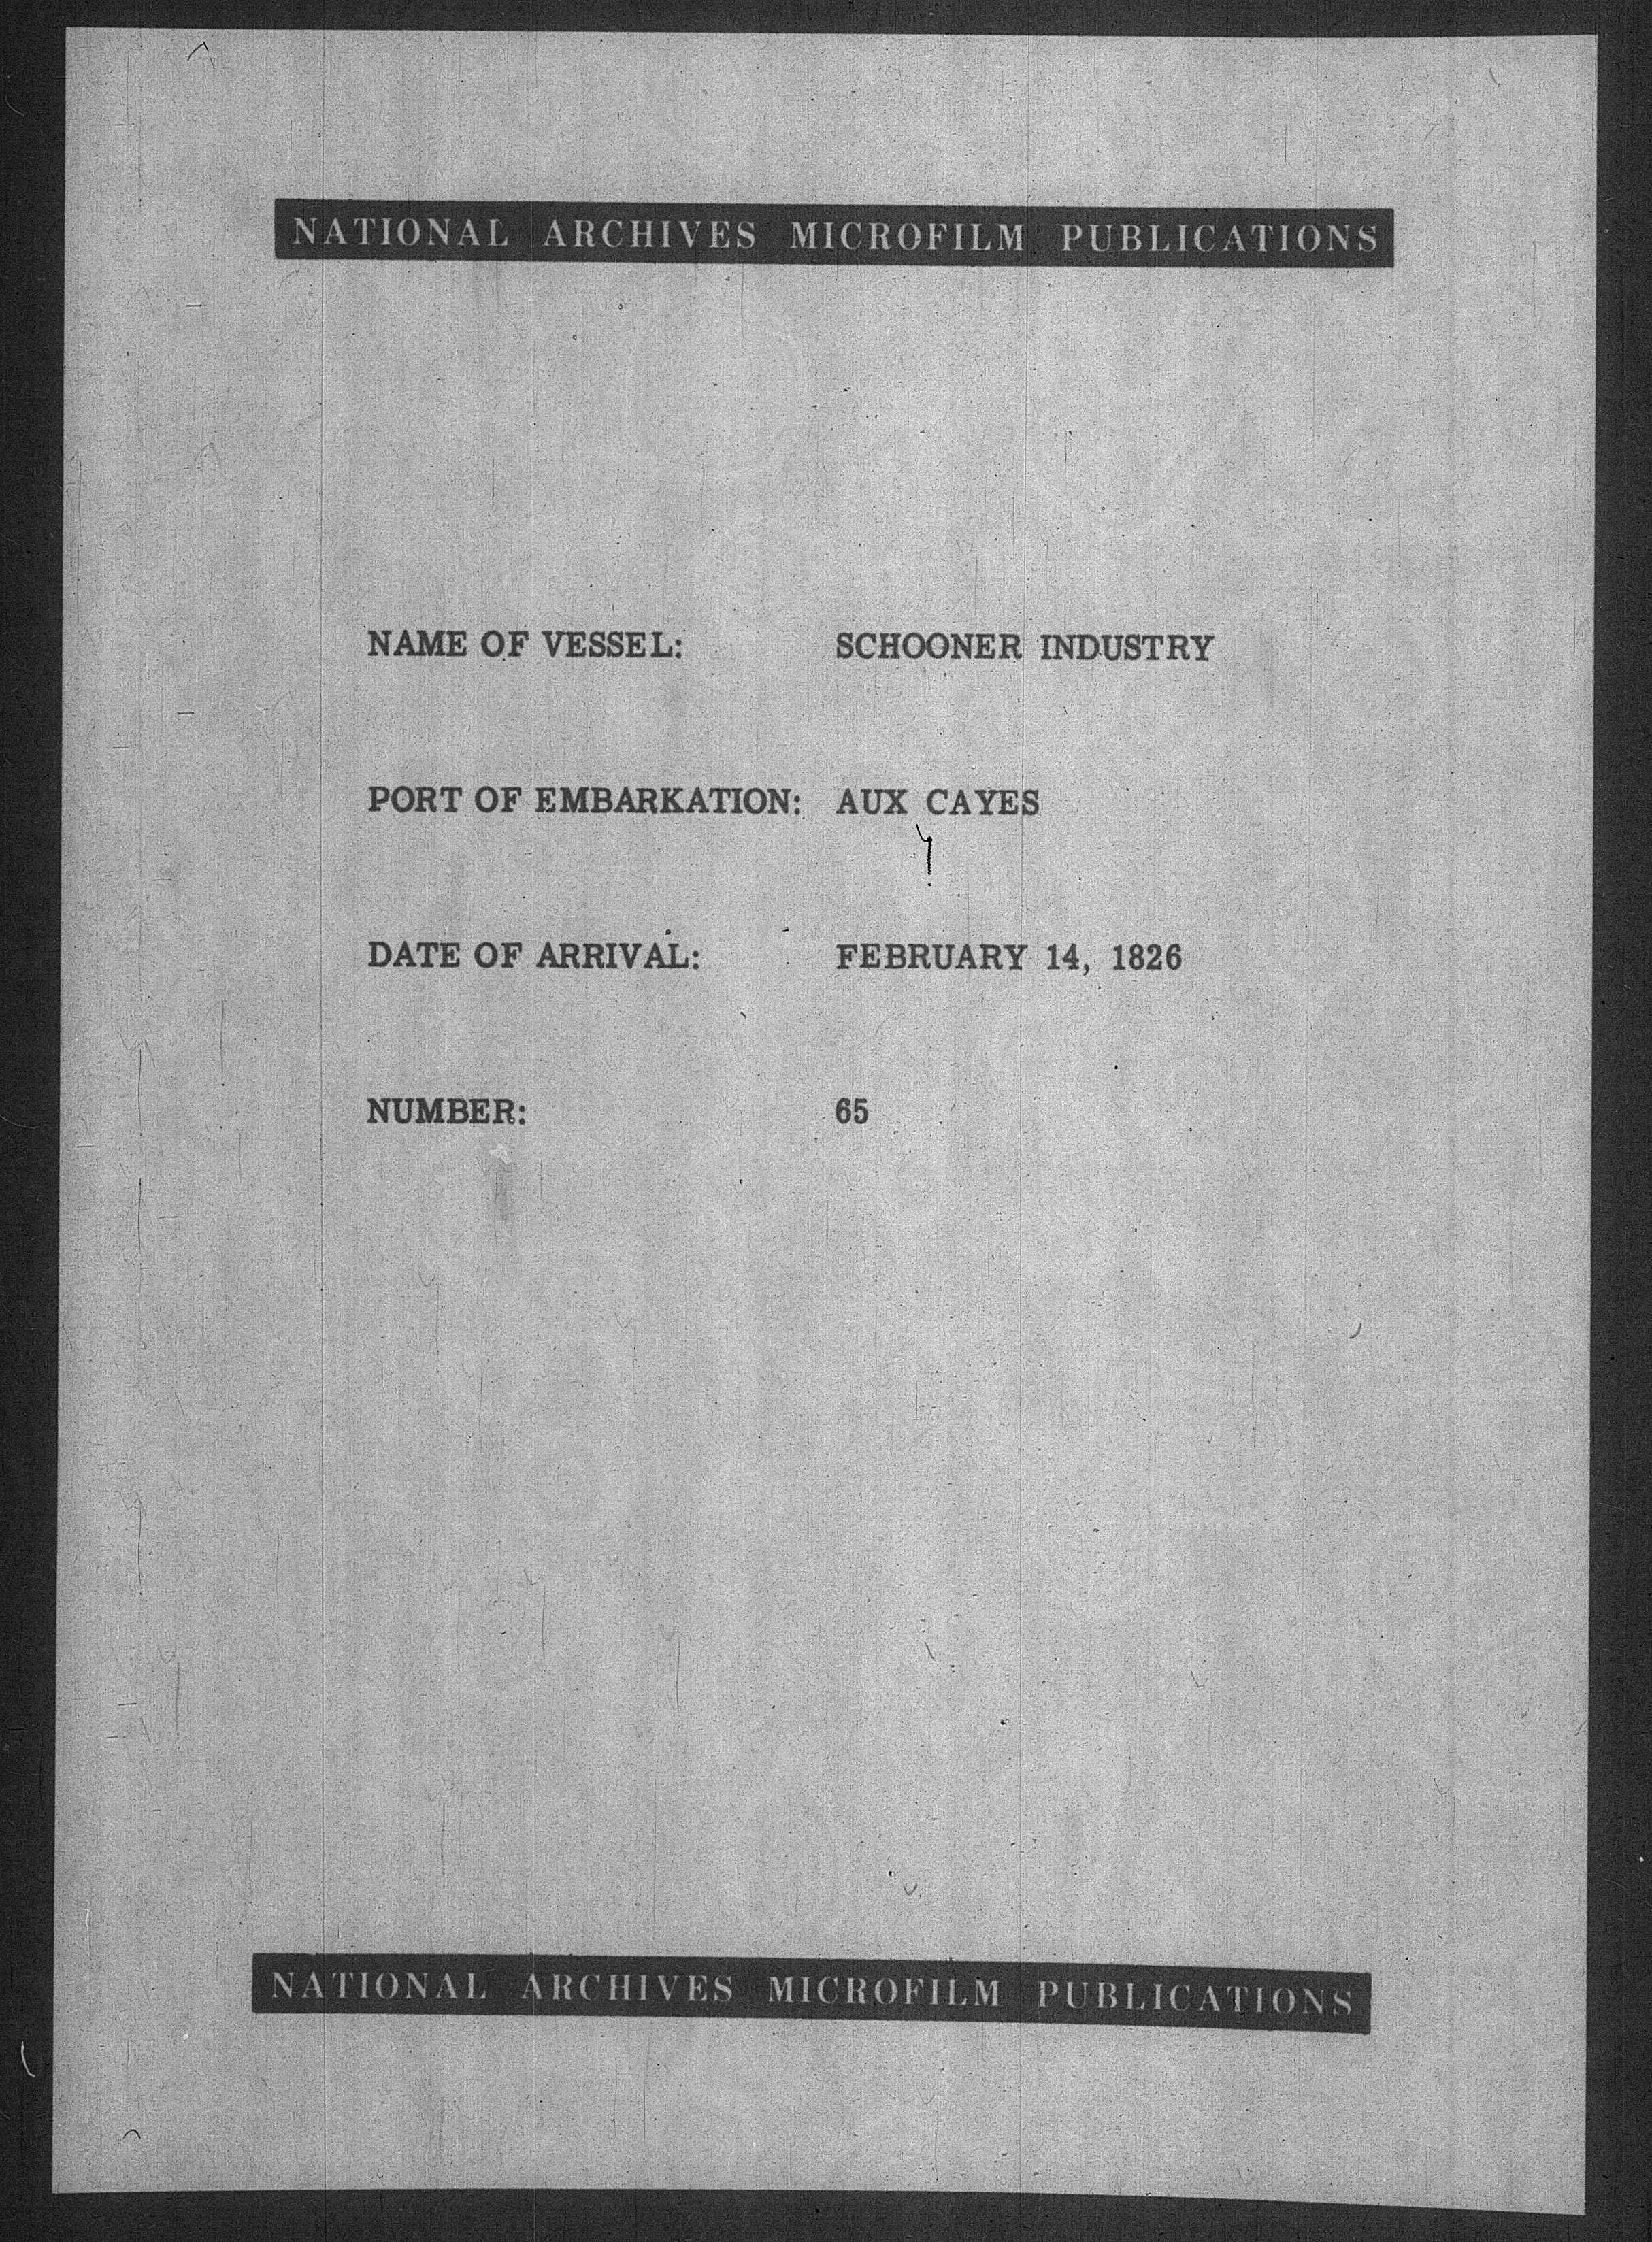 NATIONAL ARCHIVES MICROFILM PUBLICATIONS
NAME OF VESSEL: SCHOONER INDUSTRY
PORT OF EMBARKATION: AUX CAYES
DATE OF ARRIVAL: FEBRUARY 14, 1826
NUMBER: 65
NATIONAL ARCHIVES MICROFILM PUBLICATIONS